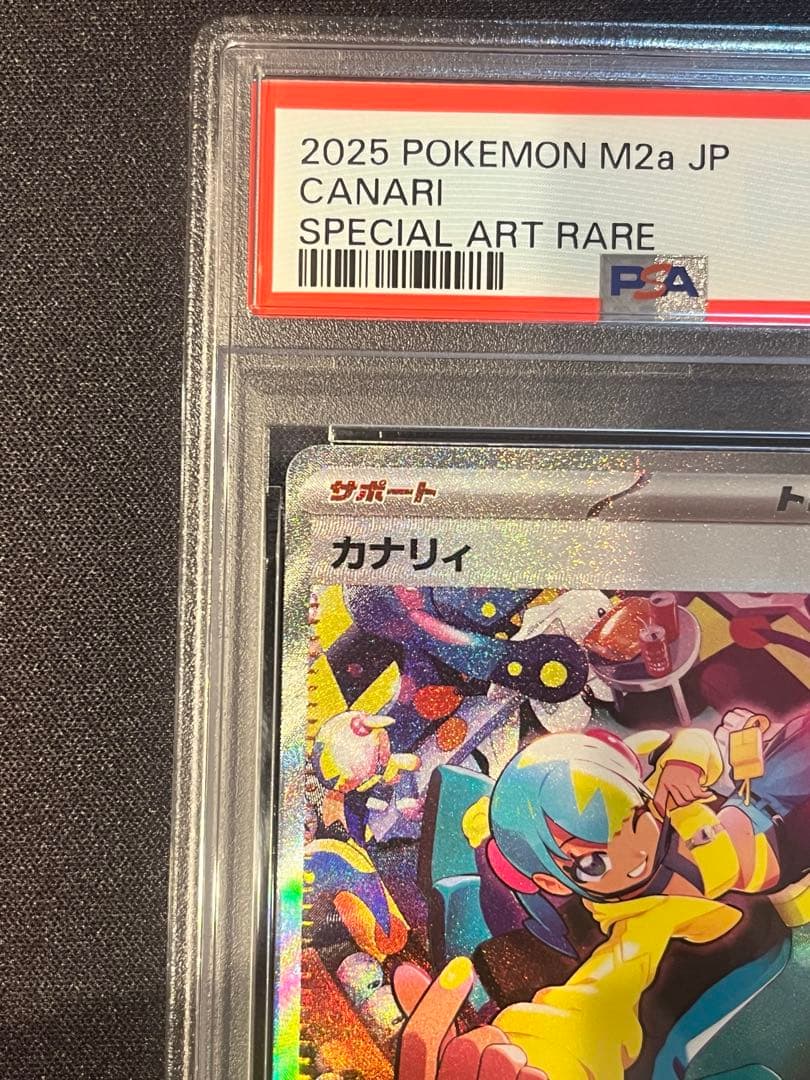 2025 POKEMON M2a JP
CANARI
SPECIAL ART RARE
PSA
サポート
カナリィ